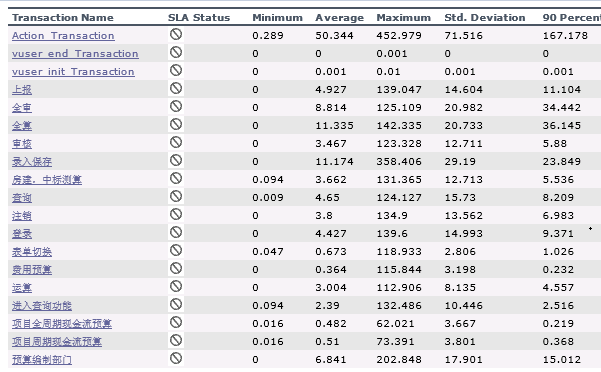 Transaction Name SLA Status Minimum Average Maximum Std. Deviation 90 Percent
Action_Transaction 0.289 50.344 452.979 71.516 167.178
vuser_end_Transaction 0 0 0.001 0 0
vuser_init_Transaction 0.001 0.01 0.001 0.001 0.001
上报 0 4.927 139.047 14.604 11.104
全审 0 8.814 125.109 20.982 34.442
全算 0 11.335 142.335 20.733 36.145
审核 0 3.467 123.328 12.711 5.88
录入保存 0 11.174 358.406 29.19 23.849
房建、中标测算 0.094 3.662 131.365 12.713 5.536
查询 0.009 4.65 124.127 15.73 8.209
注销 0 3.8 134.9 13.562 6.983
登录 0 4.427 139.6 14.993 9.371
表单切换 0.047 0.673 118.933 2.806 1.026
费用预算 0 0.364 115.844 3.198 0.232
运算 0 3.004 112.906 8.135 4.557
进入查询功能 0.094 2.39 132.486 10.446 2.516
项目全周期现金流预算 0.016 0.482 62.021 3.667 0.219
项目周期现金流预算 0.016 0.51 73.391 3.801 0.368
预算编制部门 0 6.841 202.848 17.901 15.012